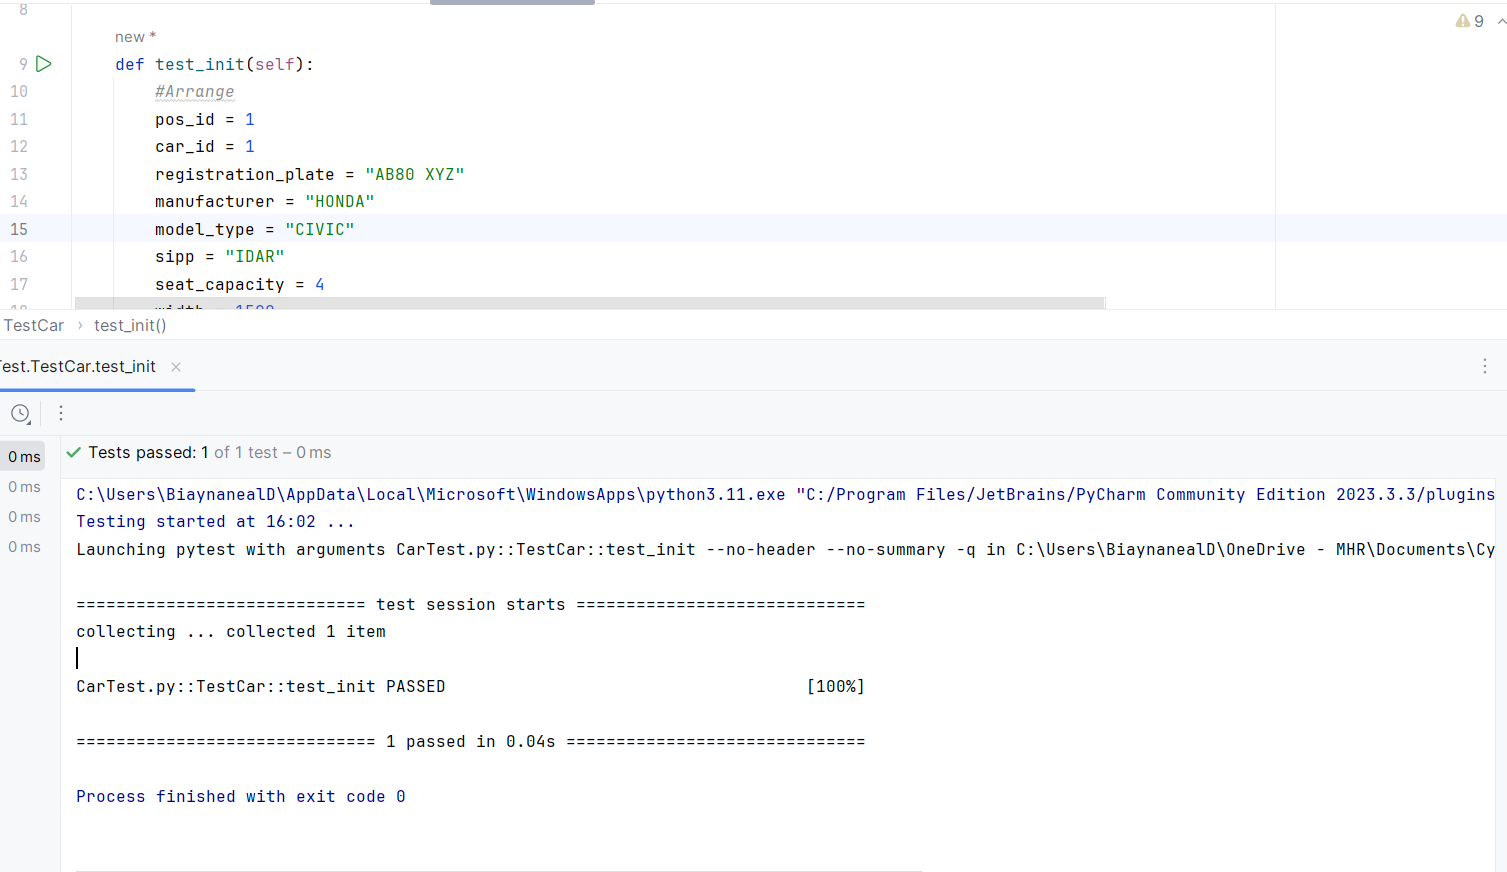 8
new *
9 def test_init(self):
10 #Arrange
11 pos_id = 1
12 car_id = 1
13 registration_plate = "AB80 XYZ"
14 manufacturer = "HONDA"
15 model_type = "CIVIC"
16 sipp = "IDAR"
17 seat_capacity = 4
9
TestCar › test_init()
est.TestCar.test_init ×
0 ms
0 ms
0 ms
0 ms
Tests passed: 1 of 1 test – 0 ms
C:\Users\BiaynanealD\AppData\Local\Microsoft\WindowsApps\python3.11.exe "C:/Program Files/JetBrains/PyCharm Community Edition 2023.3.3/plugins
Testing started at 16:02 ...
Launching pytest with arguments CarTest.py::TestCar::test_init --no-header --no-summary -q in C:\Users\BiaynanealD\OneDrive - MHR\Documents\Cy
============================= test session starts =============================
collecting ... collected 1 item
CarTest.py::TestCar::test_init PASSED [100%]
============================== 1 passed in 0.04s ==============================
Process finished with exit code 0